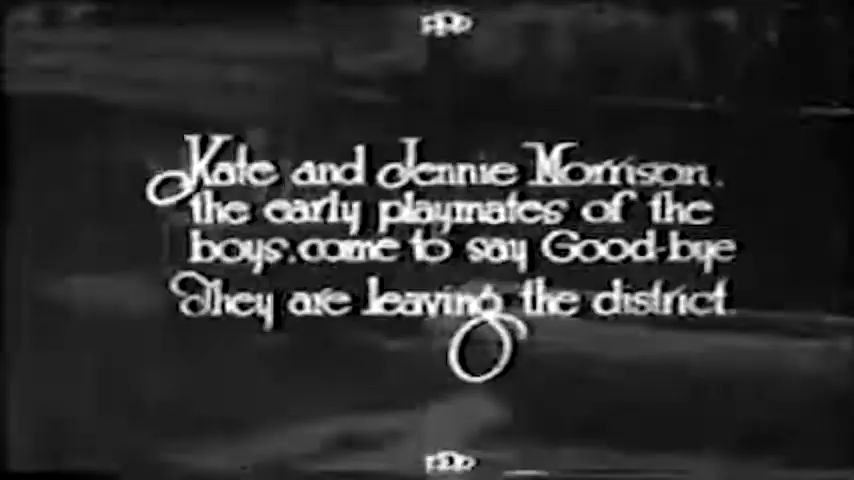 Kate and Jennie Morrison,
the early playmates of the
boys, come to say Good-bye
They are leaving the district.